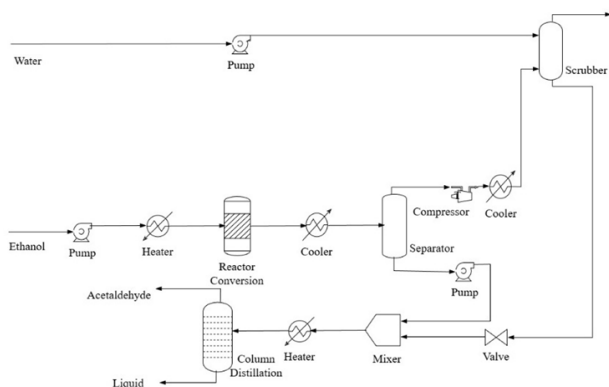 Water
Pump
Scrubber
Compressor
Cooler
Ethanol
Pump
Heater
Reactor
Conversion
Cooler
Separator
Pump
Acetaldehyde
Column
Distillation
Heater
Mixer
Valve
Liquid